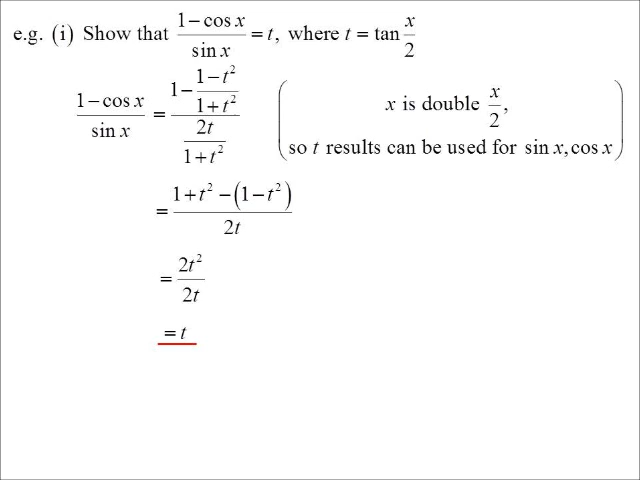 e.g. (i) Show that (1 − cos x)/(sin x) = t, where t = tan x/2
(1 − cos x)/(sin x) = (1 − (1 − t²)/(1 + t²))/(2t/(1 + t²))
(x is double x/2,
so t results can be used for sin x, cos x)
= (1 + t² − (1 − t²))/(2t)
= 2t²/2t
= t